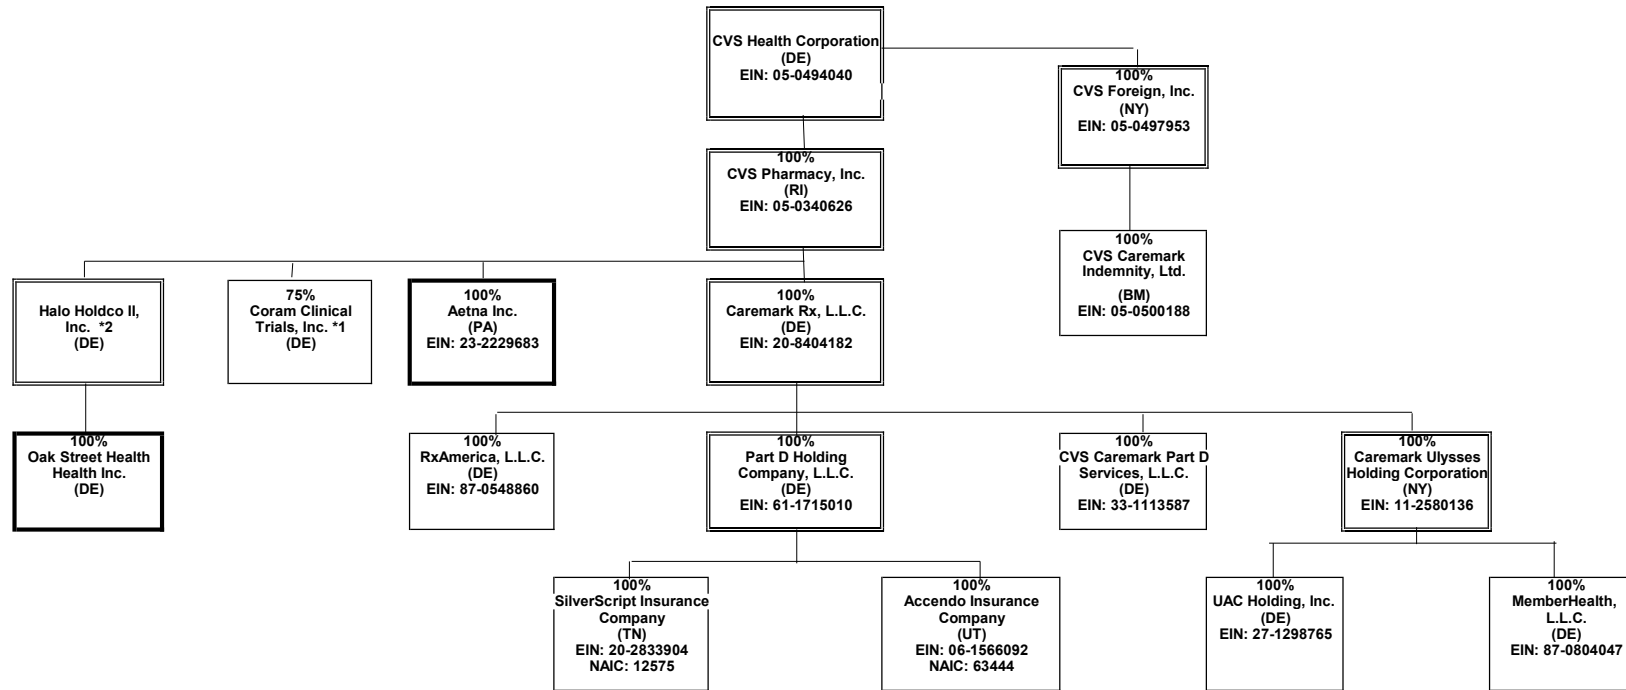 CVS Health Corporation
(DE)
EIN: 05-0494040
100%
CVS Foreign, Inc.
(NY)
EIN: 05-0497953
100%
CVS Pharmacy, Inc.
(RI)
EIN: 05-0340626
100%
CVS Caremark
Indemnity, Ltd.
(BM)
EIN: 05-0500188
Halo Holdco II,
Inc. *2
(DE)
75%
Coram Clinical
Trials, Inc. *1
(DE)
100%
Aetna Inc.
(PA)
EIN: 23-2229683
100%
Caremark Rx, L.L.C.
(DE)
EIN: 20-8404182
100%
Oak Street Health
Health Inc.
(DE)
100%
RxAmerica, L.L.C.
(DE)
EIN: 87-0548860
100%
Part D Holding
Company, L.L.C.
(DE)
EIN: 61-1715010
100%
CVS Caremark Part D
Services, L.L.C.
(DE)
EIN: 33-1113587
100%
Caremark Ulysses
Holding Corporation
(NY)
EIN: 11-2580136
100%
SilverScript Insurance
Company
(TN)
EIN: 20-2833904
NAIC: 12575
100%
Accendo Insurance
Company
(UT)
EIN: 06-1566092
NAIC: 63444
100%
UAC Holding, Inc.
(DE)
EIN: 27-1298765
100%
MemberHealth,
L.L.C.
(DE)
EIN: 87-0804047